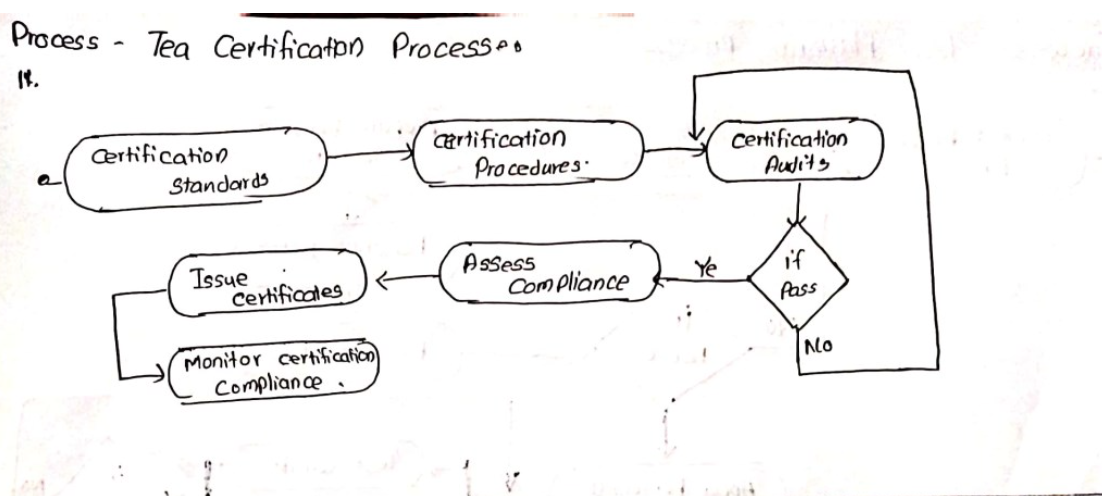 Process - Tea Certification Process
14.
Certification
Standards
Certification
Procedures.
Certification
Audits
if
Pass
Ye
No
Assess
Compliance
Issue
certificates
Monitor certification
Compliance.